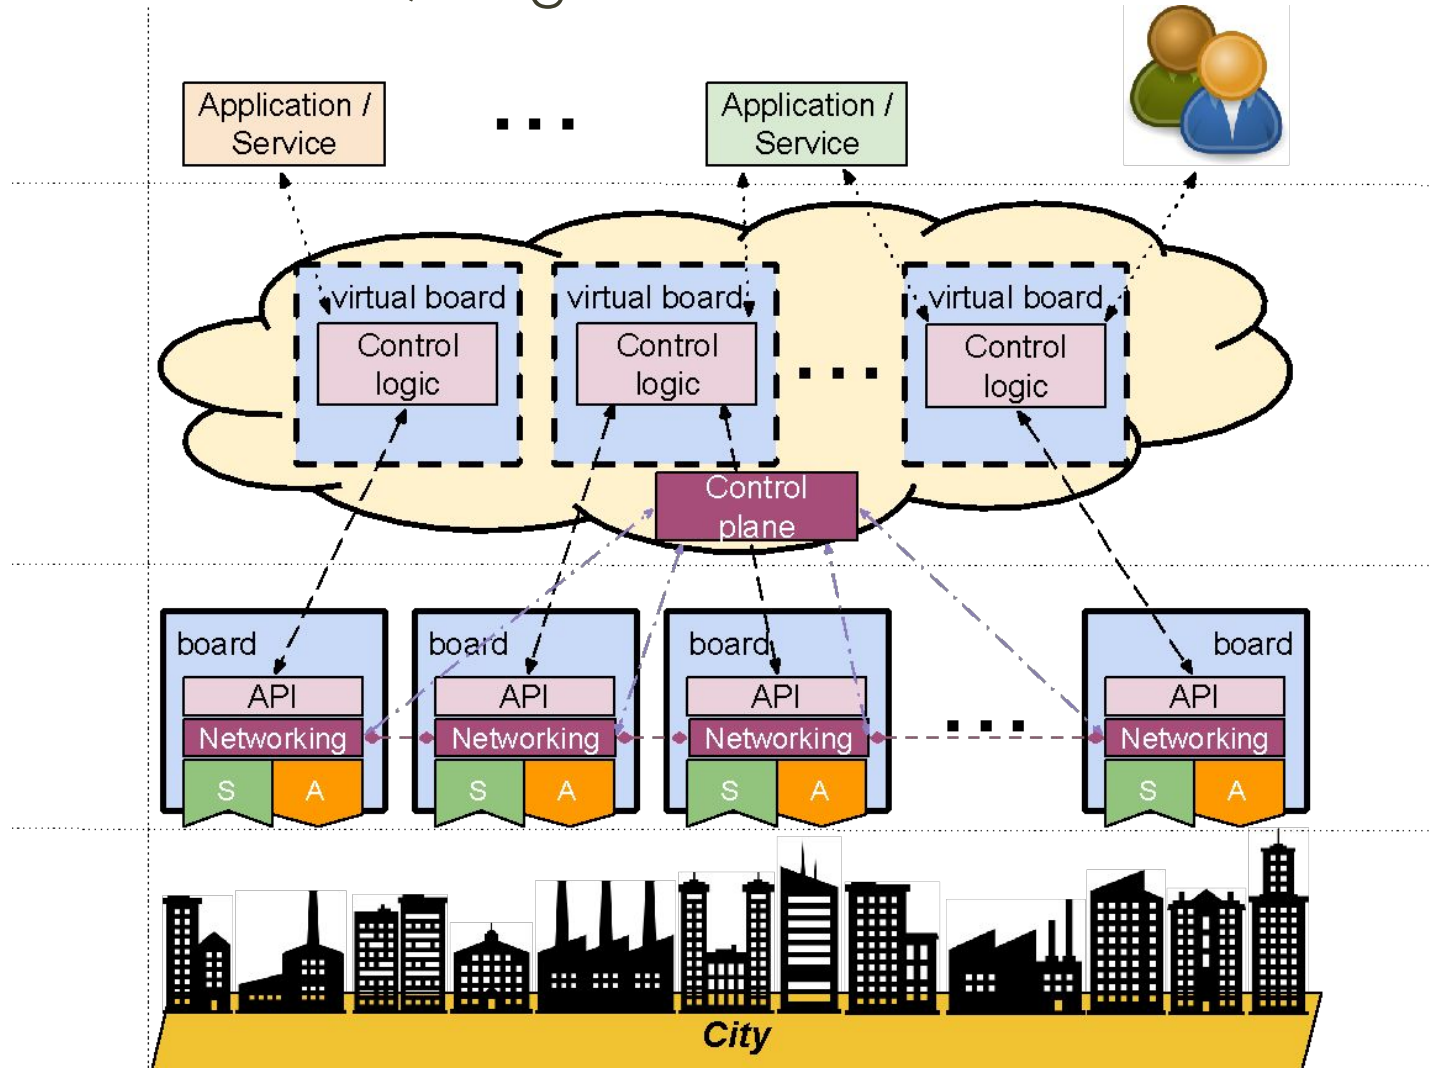 Application /
Service
...
Application /
Service
virtual board
Control
logic
virtual board
Control
logic
...
virtual board
Control
logic
Control
plane
board
API
Networking
S A
board
API
Networking
S A
board
API
Networking
S A
...
board
API
Networking
S A
City